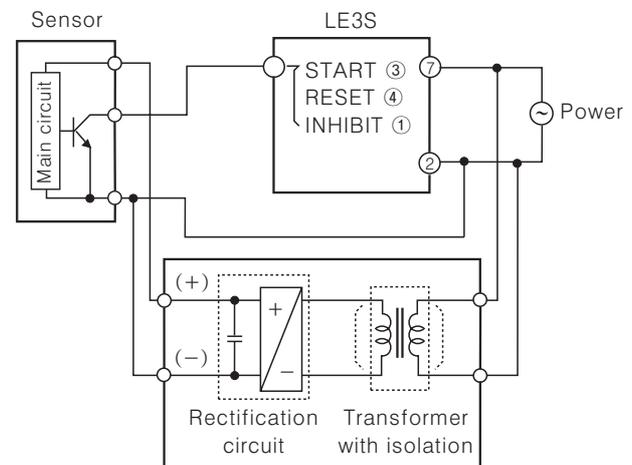 Sensor
LE3S
Main circuit
START ③
RESET ④
INHIBIT ①
⑦
②
~
Power
(+)
(−)
+
−
Rectification
circuit
Transformer
with isolation